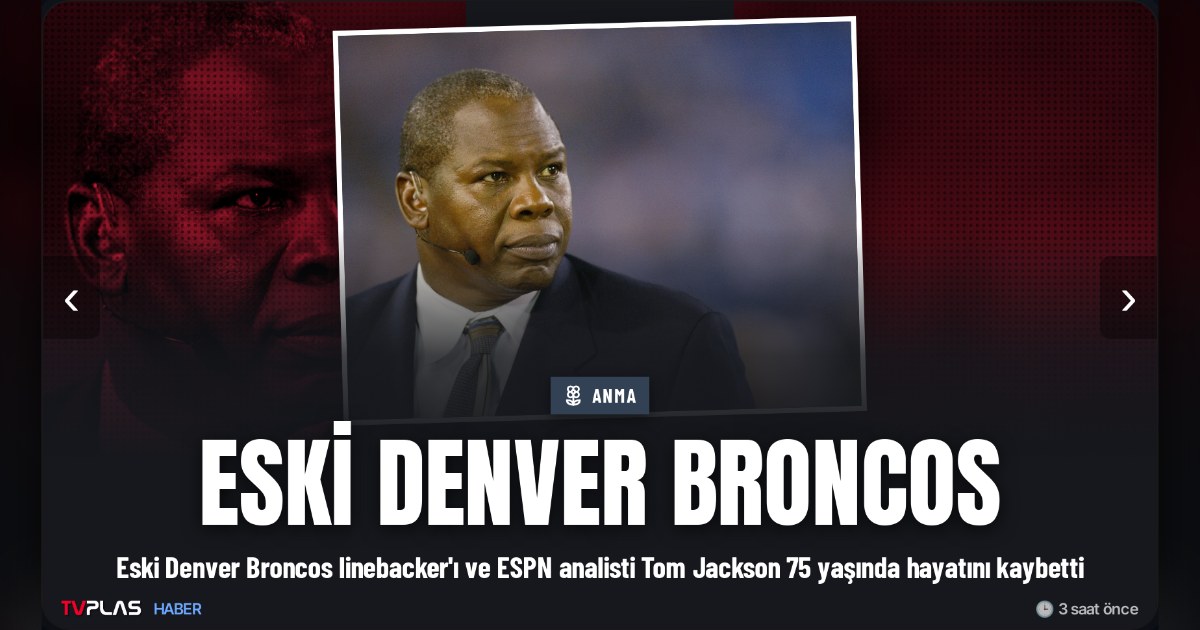 ANMA
ESKİ DENVER BRONCOS
Eski Denver Broncos linebacker'ı ve ESPN analisti Tom Jackson 75 yaşında hayatını kaybetti
TVPLAS HABER
3 saat önce